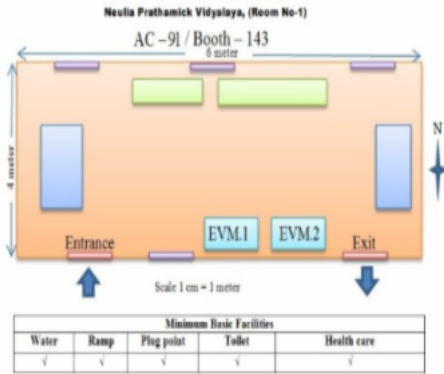 Neulia Prathamick Vidyalaya, (Room No-1)
AC –91 / Booth – 143
6 meter
4 meter
N
EVM.1 EVM.2
Entrance Exit
Scale 1 cm = 1 meter
Minimum Basic Facilities
Water Ramp Plug point Toilet Health care
√ √ √ √ √